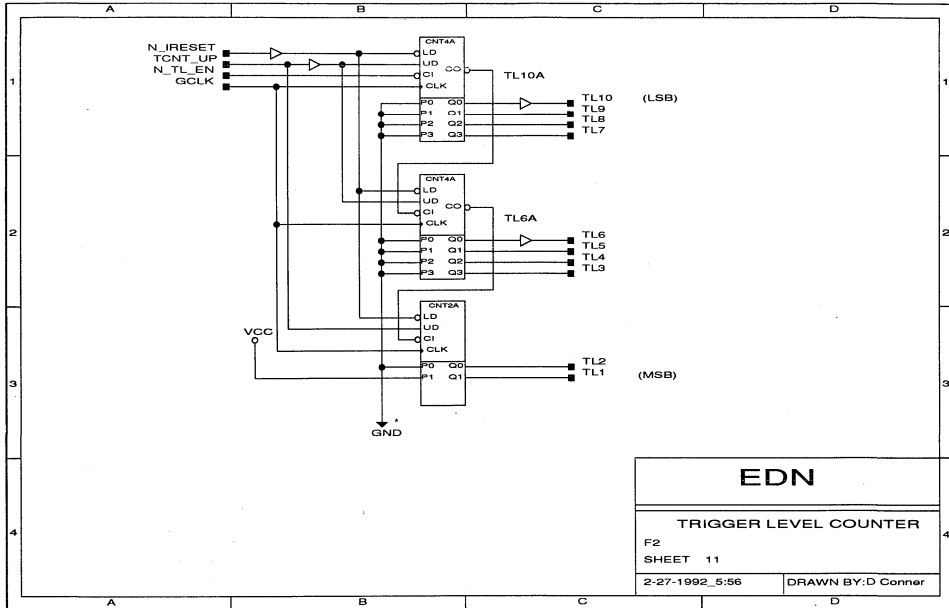 A B C D
N_IRESET
TCNT_UP
N_TL_EN
GCLK
CNT4A
LD
UD
CI
CLK
CO
TL10A
P0 Q0
P1 Q1
P2 Q2
P3 Q3
TL10 (LSB)
TL9
TL8
TL7
1 1
CNT4A
LD
UD
CI
CLK
CO
TL6A
P0 Q0
P1 Q1
P2 Q2
P3 Q3
TL6
TL5
TL4
TL3
2 2
CNT2A
LD
UD
CI
CLK
VCC
P0 Q0
P1 Q1
TL2
TL1 (MSB)
3 3
GND *
4 4
EDN
TRIGGER LEVEL COUNTER
F2
SHEET 11
2-27-1992_5:56 DRAWN BY:D Conner
A B C D